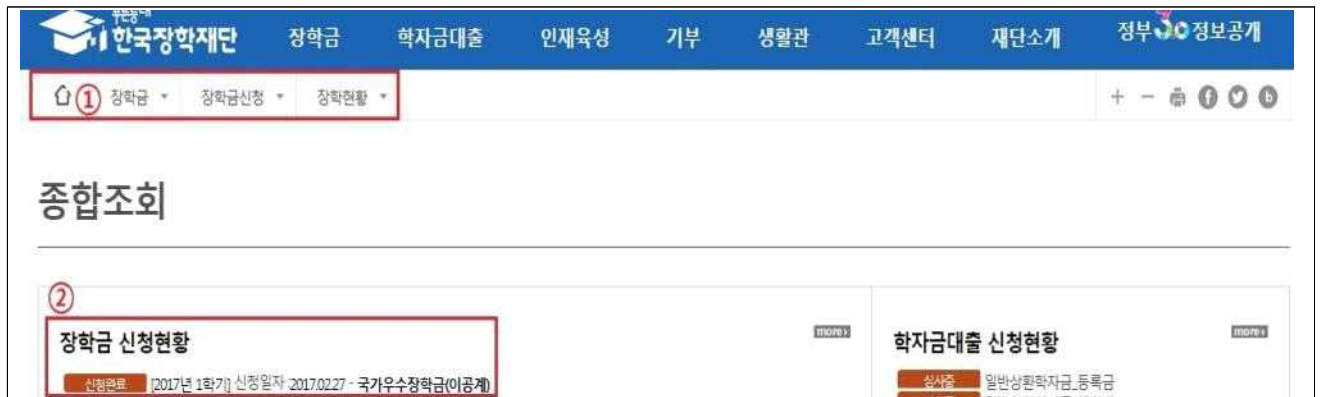 푸른등대
한국장학재단 장학금 학자금대출 인재육성 기부 생활관 고객센터 재단소개 정부3.0 정보공개
① 장학금 장학금신청 장학현황
종합조회
②
장학금 신청현황 more 학자금대출 신청현황 more
신청완료 [2017년 1학기] 신청일자 :2017.02.27 - 국가우수장학금(이공계) 심사중 일반상환학자금_등록금